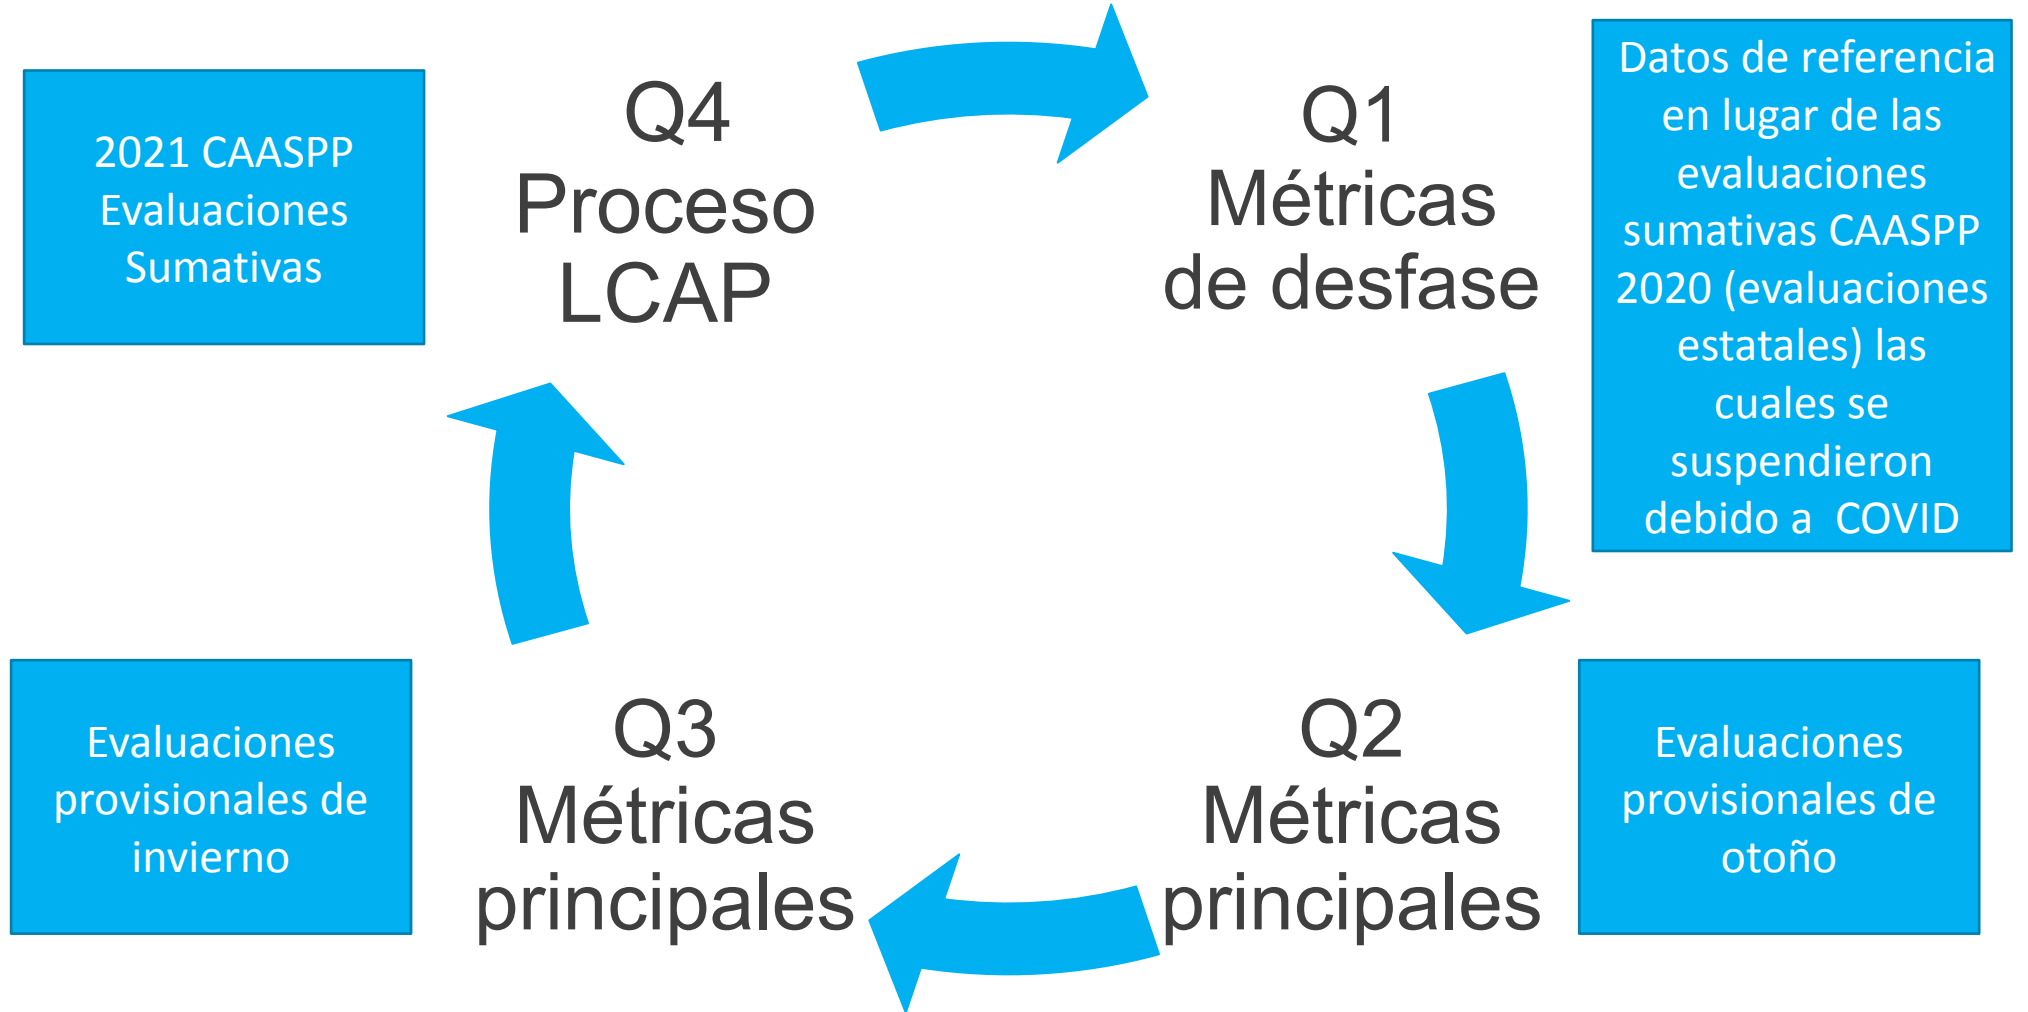 2021 CAASPP
Evaluaciones
Sumativas
Q4
Proceso
LCAP
Q1
Métricas
de desfase
Datos de referencia
en lugar de las
evaluaciones
sumativas CAASPP
2020 (evaluaciones
estatales) las
cuales se
suspendieron
debido a  COVID
Evaluaciones
provisionales de
invierno
Q3
Métricas
principales
Q2
Métricas
principales
Evaluaciones
provisionales de
otoño